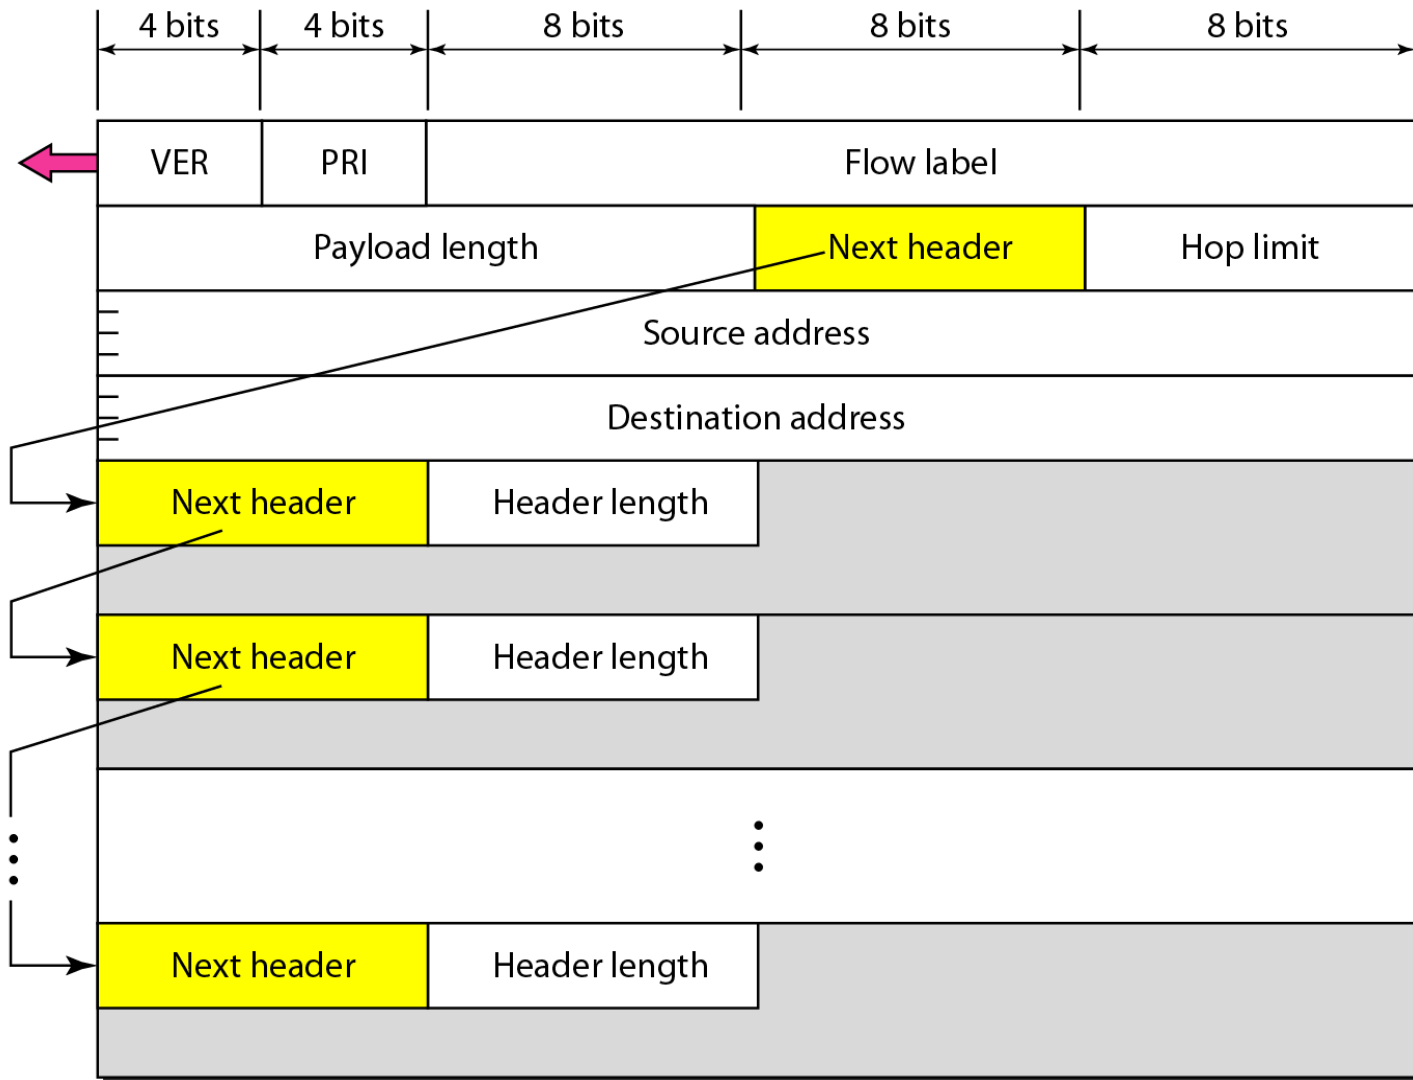 4 bits 4 bits 8 bits 8 bits 8 bits
VER PRI Flow label
Payload length Next header Hop limit
Source address
Destination address
Next header Header length
Next header Header length
Next header Header length